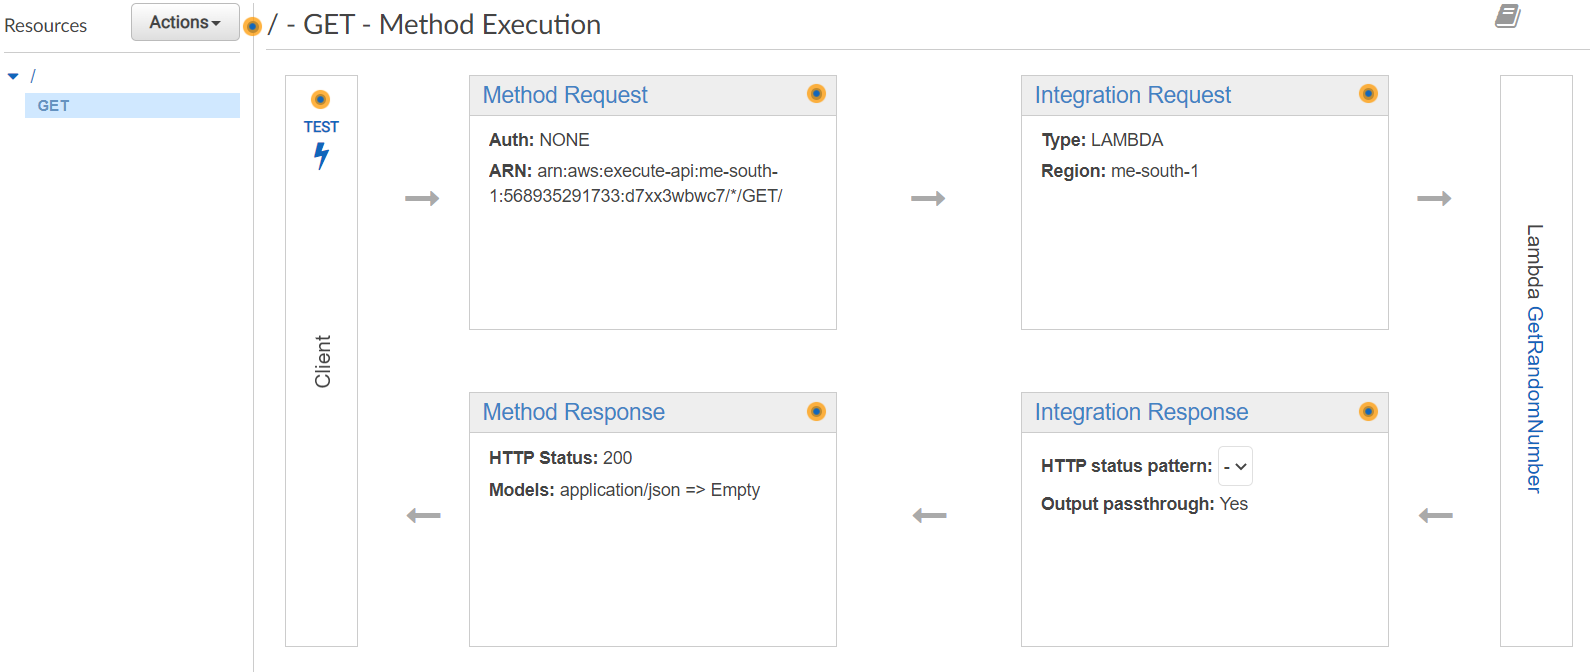 Resources
Actions
/ - GET - Method Execution
/
GET
TEST
Client
Method Request
Auth: NONE
ARN: arn:aws:execute-api:me-south-
1:568935291733:d7xx3wbwc7/*/GET/
Integration Request
Type: LAMBDA
Region: me-south-1
Lambda GetRandomNumber
Method Response
HTTP Status: 200
Models: application/json => Empty
Integration Response
HTTP status pattern: -
Output passthrough: Yes